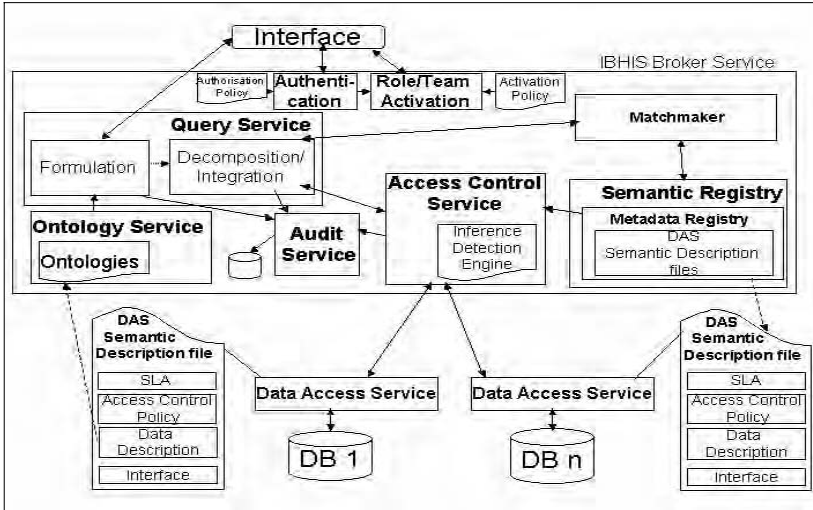 Interface
IBHIS Broker Service
Authorisation
Policy
Authenti-
cation
Role/Team
Activation
Activation
Policy
Query Service
Matchmaker
Formulation
Decomposition/
Integration
Access Control
Service
Semantic Registry
Metadata Registry
Ontology Service
Audit
Service
Inference
Detection
Engine
DAS
Semantic Description
files
Ontologies
DAS
Semantic
Description file
SLA
Access Control
Policy
Data
Description
Interface
Data Access Service
DB 1
Data Access Service
DB n
DAS
Semantic
Description file
SLA
Access Control
Policy
Data
Description
Interface